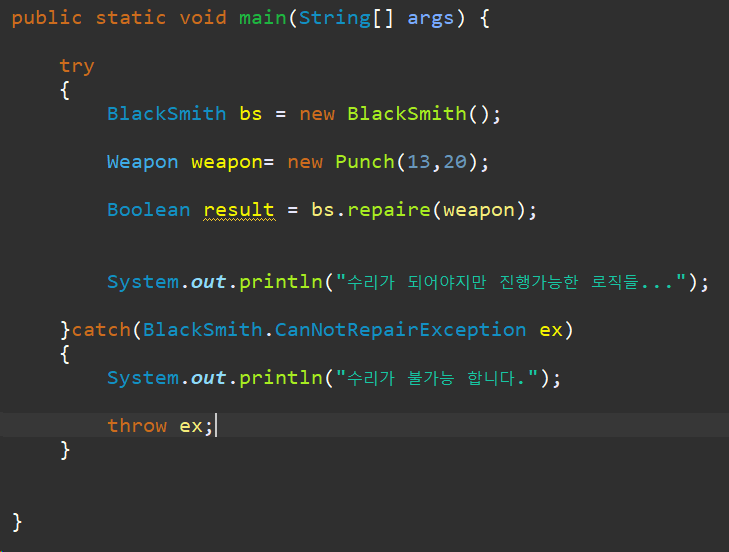 public static void main(String[] args) {
try
{
BlackSmith bs = new BlackSmith();
Weapon weapon= new Punch(13,20);
Boolean result = bs.repaire(weapon);
System.out.println("수리가 되어야지만 진행가능한 로직들...");
}catch(BlackSmith.CanNotRepairException ex)
{
System.out.println("수리가 불가능 합니다.");
throw ex;
}
}